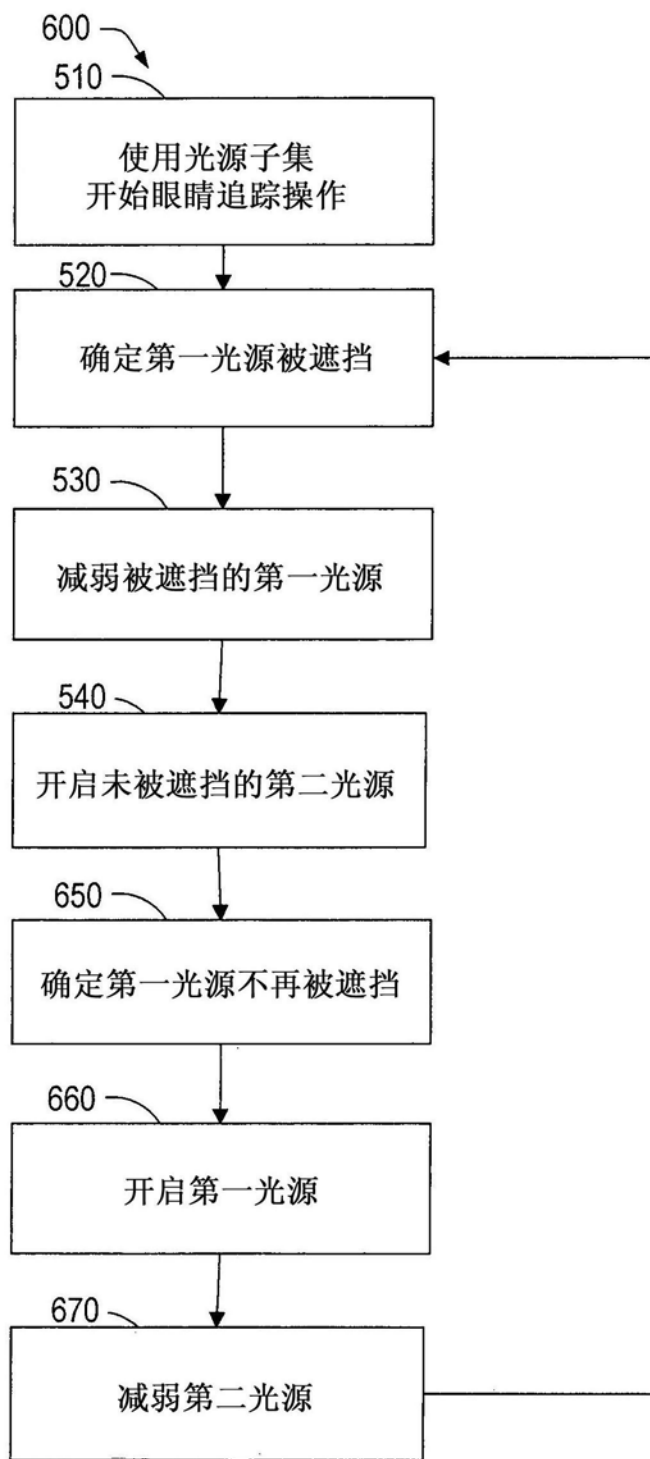 600
510
使用光源子集
开始眼睛追踪操作
520
确定第一光源被遮挡
530
减弱被遮挡的第一光源
540
开启未被遮挡的第二光源
650
确定第一光源不再被遮挡
660
开启第一光源
670
减弱第二光源